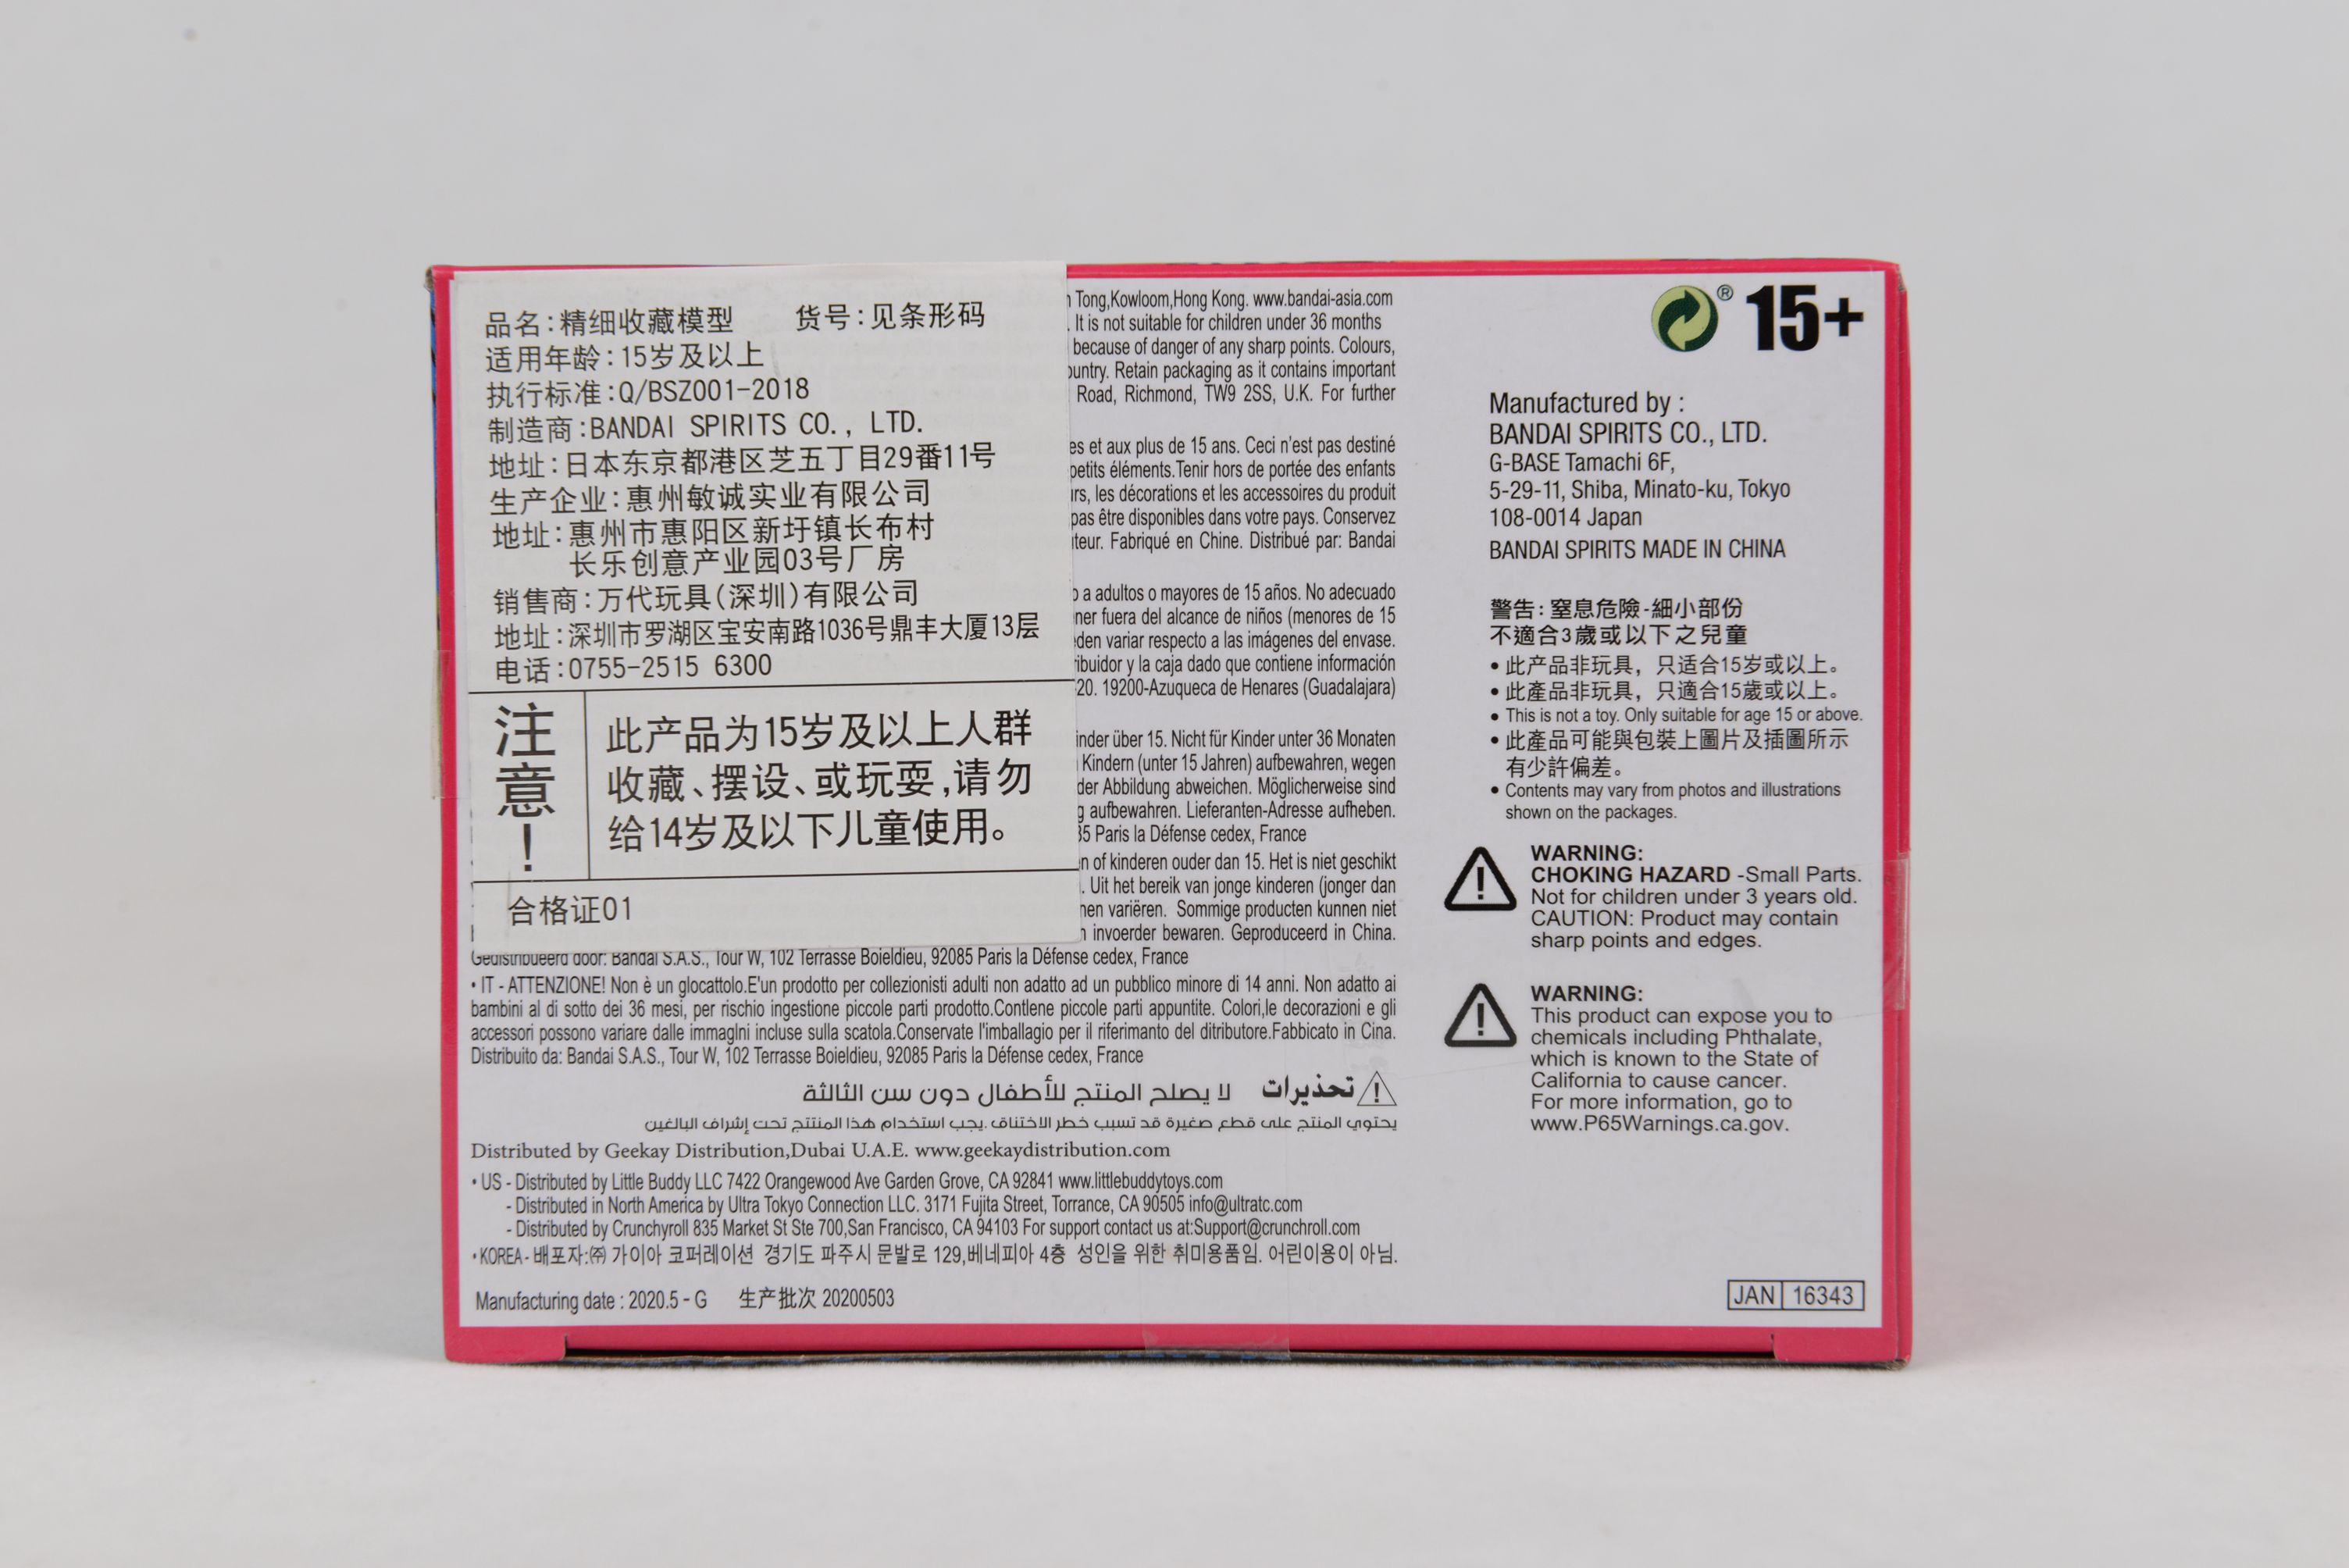 品名:精细收藏模型 货号:见条形码
适用年龄:15岁及以上
执行标准:Q/BSZ001-2018
制造商:BANDAI SPIRITS CO., LTD.
地址:日本东京都港区芝五丁目29番11号
生产企业:惠州敏诚实业有限公司
地址:惠州市惠阳区新圩镇长布村
长乐创意产业园03号厂房
销售商:万代玩具(深圳)有限公司
地址:深圳市罗湖区宝安南路1036号鼎丰大厦13层
电话:0755-2515 6300
注意!
此产品为15岁及以上人群
收藏、摆设、或玩耍,请勿
给14岁及以下儿童使用。
合格证01
Tong,Kowloom,Hong Kong. www.bandai-asia.com
. It is not suitable for children under 36 months
because of danger of any sharp points. Colours,
ountry. Retain packaging as it contains important
Road, Richmond, TW9 2SS, U.K. For further
es et aux plus de 15 ans. Ceci n'est pas destiné
petits éléments.Tenir hors de portée des enfants
rs, les décorations et les accessoires du produit
pas être disponibles dans votre pays. Conservez
teur. Fabriqué en Chine. Distribué par: Bandai
o a adultos o mayores de 15 años. No adecuado
ner fuera del alcance de niños (menores de 15
den variar respecto a las imágenes del envase.
ribuidor y la caja dado que contiene información
20. 19200-Azuqueca de Henares (Guadalajara)
inder über 15. Nicht für Kinder unter 36 Monaten
Kindern (unter 15 Jahren) aufbewahren, wegen
der Abbildung abweichen. Möglicherweise sind
g aufbewahren. Lieferanten-Adresse aufheben.
35 Paris la Défense cedex, France
n of kinderen ouder dan 15. Het is niet geschikt
. Uit het bereik van jonge kinderen (jonger dan
nen variëren. Sommige producten kunnen niet
n invoerder bewaren. Geproduceerd in China.
Gedistribueerd door: Bandai S.A.S., Tour W, 102 Terrasse Boieldieu, 92085 Paris la Défense cedex, France
• IT - ATTENZIONE! Non è un glocattolo.E'un prodotto per collezionisti adulti non adatto ad un pubblico minore di 14 anni. Non adatto ai
bambini al di sotto dei 36 mesi, per rischio ingestione piccole parti prodotto.Contlene piccole parti appuntite. Colori,le decorazioni e gli
accessori possono variare dalle immagIni incluse sulla scatola.Conservate l'imballagio per il riferimanto del ditributore.Fabbicato in Cina.
Distribuito da: Bandai S.A.S., Tour W, 102 Terrasse Boieldieu, 92085 Paris la Défense cedex, France
تحذيرات لا يصلح المنتج للأطفال دون سن الثالثة
يحتوي المنتج على قطع صغيرة قد تسبب خطر الاختناق .يجب استخدام هذا المنتتج تحت إشراف البالغين
Distributed by Geekay Distribution,Dubai U.A.E. www.geekaydistribution.com
• US - Distributed by Little Buddy LLC 7422 Orangewood Ave Garden Grove, CA 92841 www.littlebuddytoys.com
- Distributed in North America by Ultra Tokyo Connection LLC. 3171 Fujita Street, Torrance, CA 90505 info@ultratc.com
- Distributed by Crunchyroll 835 Market St Ste 700,San Francisco, CA 94103 For support contact us at:Support@crunchroll.com
• KOREA - 배포자:㈜ 가이아 코퍼레이션 경기도 파주시 문발로 129,베네피아 4층 성인을 위한 취미용품임. 어린이용이 아님.
Manufacturing date : 2020.5 - G 生产批次 20200503
® 15+
Manufactured by :
BANDAI SPIRITS CO., LTD.
G-BASE Tamachi 6F,
5-29-11, Shiba, Minato-ku, Tokyo
108-0014 Japan
BANDAI SPIRITS MADE IN CHINA
警告: 窒息危險-細小部份
不適合3歲或以下之兒童
• 此产品非玩具，只适合15岁或以上。
• 此產品非玩具，只適合15歲或以上。
• This is not a toy. Only suitable for age 15 or above.
• 此產品可能與包裝上圖片及插圖所示
有少許偏差。
• Contents may vary from photos and illustrations
shown on the packages.
WARNING:
CHOKING HAZARD -Small Parts.
Not for children under 3 years old.
CAUTION: Product may contain
sharp points and edges.
WARNING:
This product can expose you to
chemicals including Phthalate,
which is known to the State of
California to cause cancer.
For more information, go to
www.P65Warnings.ca.gov.
JAN 16343